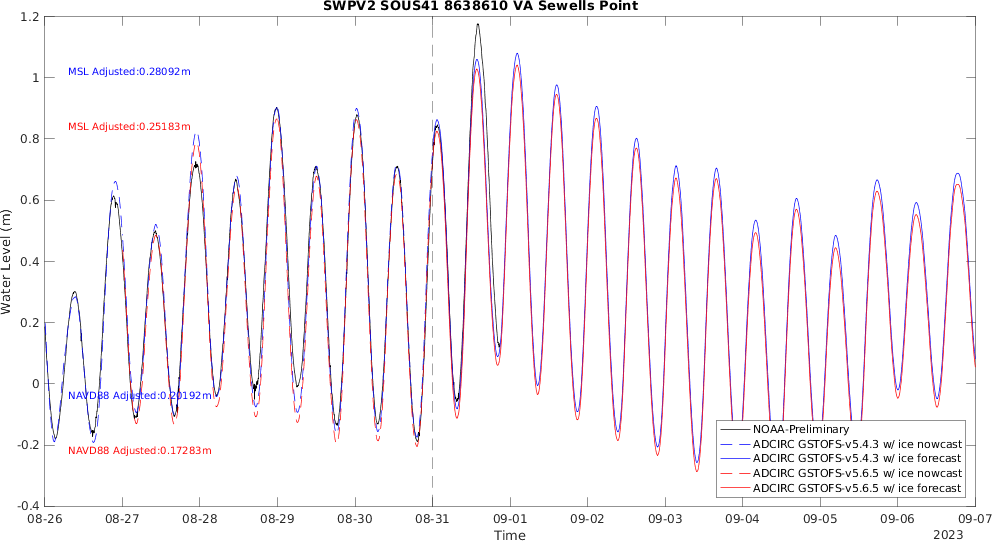 SWPV2 SOUS41 8638610 VA Sewells Point
1.2
1
0.8
0.6
0.4
0.2
0
-0.2
-0.4
Water Level (m)
MSL Adjusted:0.28092m
MSL Adjusted:0.25183m
NAVD88 Adjusted:0.20192m
NAVD88 Adjusted:0.17283m
NOAA-Preliminary
ADCIRC GSTOFS-v5.4.3 w/ ice nowcast
ADCIRC GSTOFS-v5.4.3 w/ ice forecast
ADCIRC GSTOFS-v5.6.5 w/ ice nowcast
ADCIRC GSTOFS-v5.6.5 w/ ice forecast
08-26 08-27 08-28 08-29 08-30 08-31 09-01 09-02 09-03 09-04 09-05 09-06 09-07
Time
2023